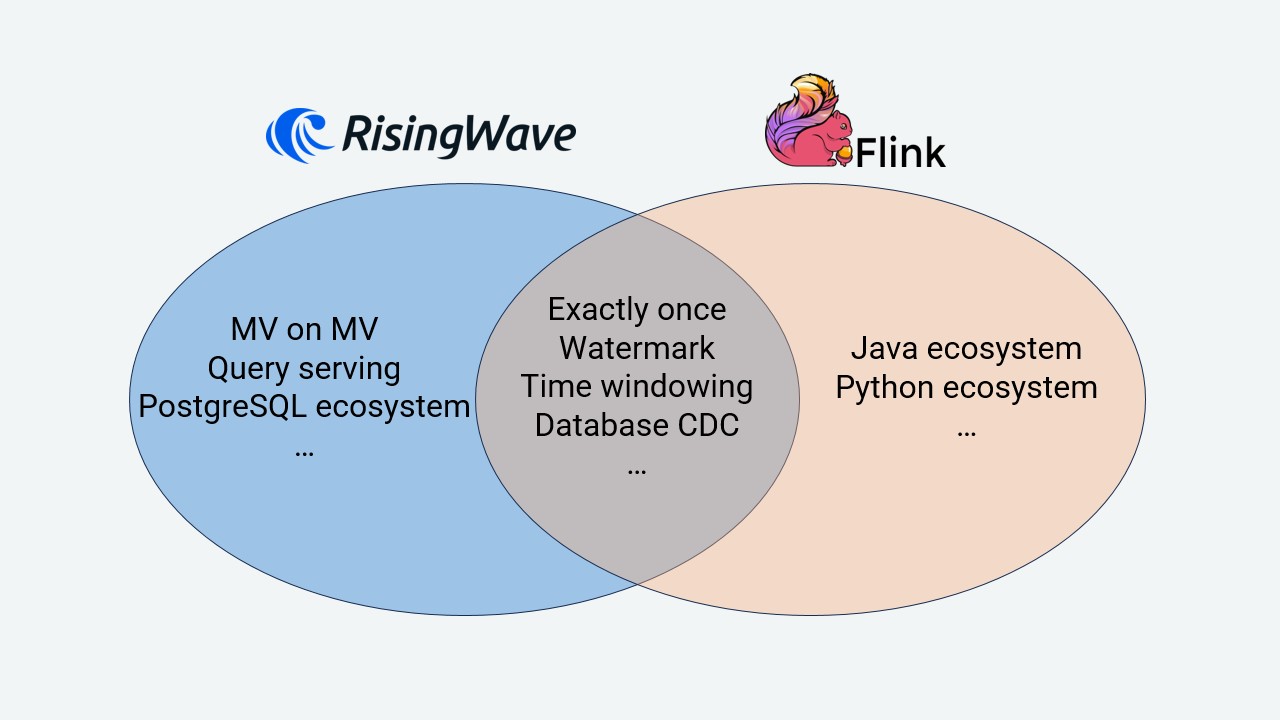 RisingWave
Flink
MV on MV
Query serving
PostgreSQL ecosystem
...
Exactly once
Watermark
Time windowing
Database CDC
...
Java ecosystem
Python ecosystem
...